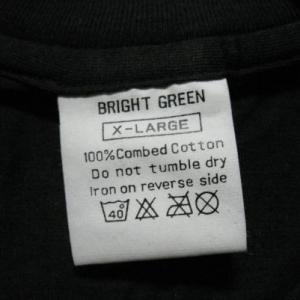 BRIGHT GREEN
X-LARGE
100%Combed Cotton
Do not tumble dry
Iron on reverse side
40